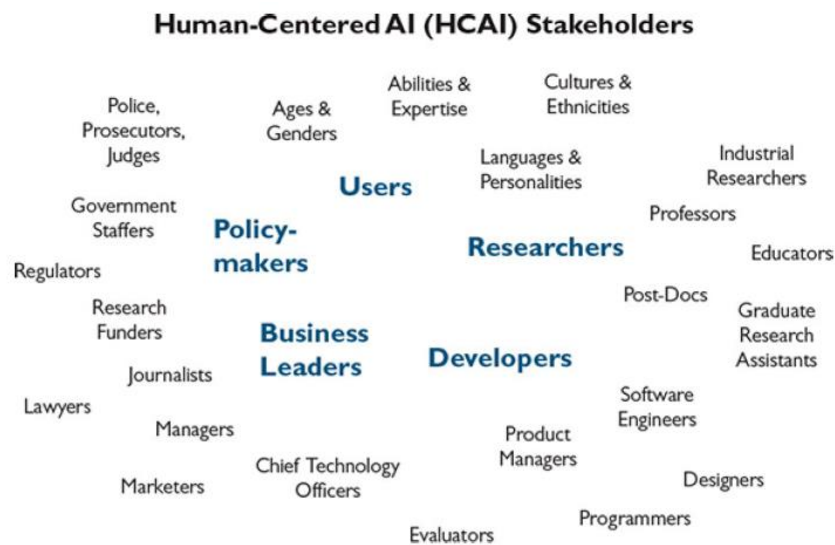 Human-Centered AI (HCAI) Stakeholders
Police,
Prosecutors,
Judges
Ages &
Genders
Abilities &
Expertise
Cultures &
Ethnicities
Languages &
Personalities
Industrial
Researchers
Users
Government
Staffers
Policy-
makers
Researchers
Professors
Educators
Regulators
Research
Funders
Post-Docs
Graduate
Research
Assistants
Business
Leaders
Developers
Journalists
Lawyers
Managers
Software
Engineers
Product
Managers
Chief Technology
Officers
Marketers
Designers
Evaluators
Programmers